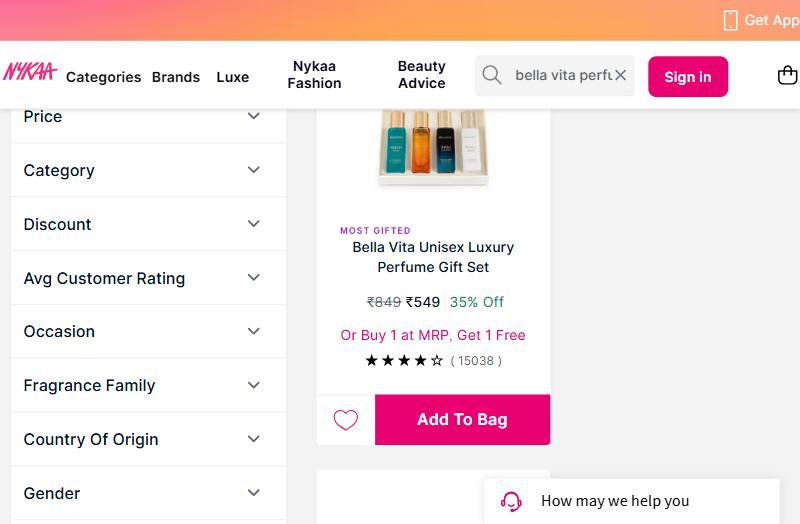 Get App
NYKAA
Categories
Brands
Luxe
Nykaa
Fashion
Beauty
Advice
bella vita perfu
Sign in
Price
Category
Discount
Avg Customer Rating
Occasion
Fragrance Family
Country Of Origin
Gender
MOST GIFTED
Bella Vita Unisex Luxury
Perfume Gift Set
₹849 ₹549 35% Off
Or Buy 1 at MRP, Get 1 Free
( 15038 )
Add To Bag
How may we help you